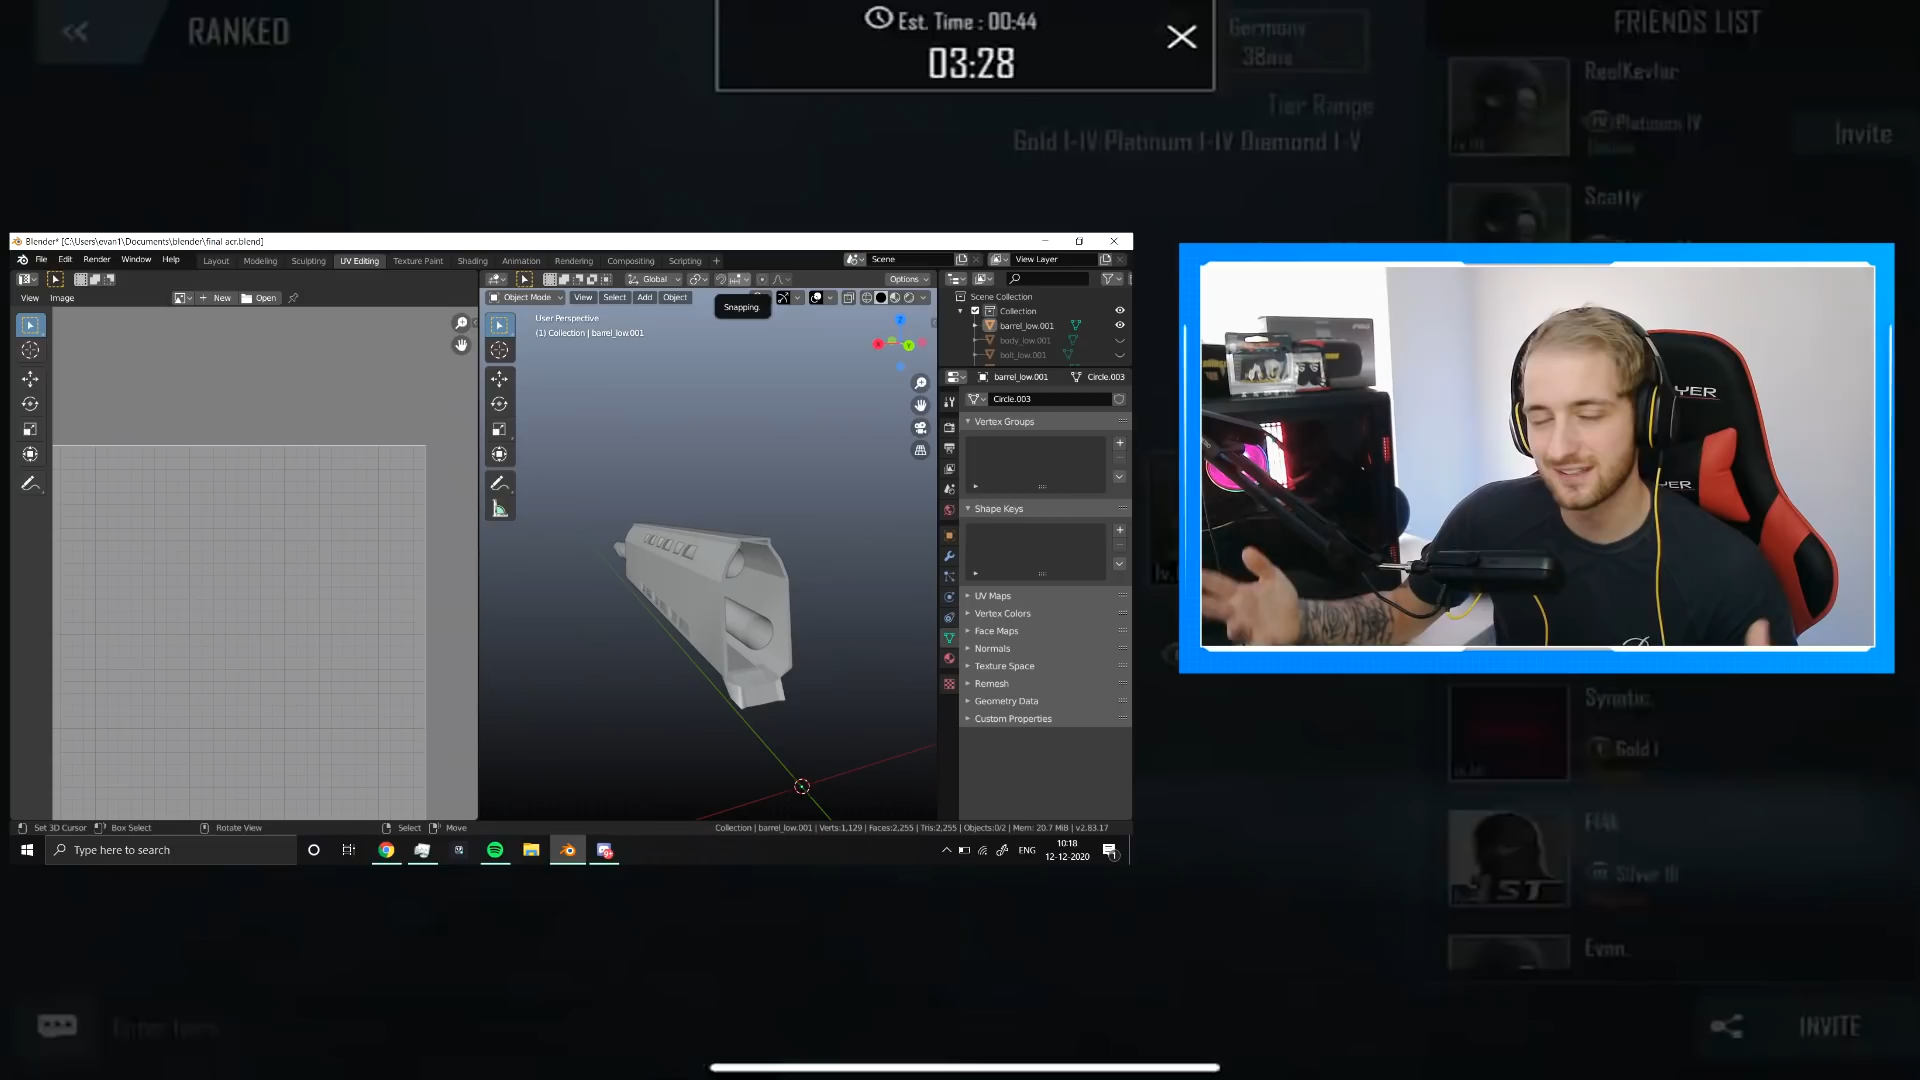 RANKED
Est. Time : 00:44
03:28
Germany
38ms
Tier Range
Gold I-IV Platinum I-IV Diamond I-V
FRIENDS LIST
ReelKevlar
Platinum IV
Invite
Scatty
Blender* [C:\Users\evan1\Documents\blender\final acr.blend]
File Edit Render Window Help
Layout Modeling Sculpting UV Editing Texture Paint Shading Animation Rendering Compositing Scripting +
Scene
View Layer
Global
Options
View Image
New
Open
Object Mode
View Select Add Object
Snapping.
User Perspective
(1) Collection | barrel_low.001
Scene Collection
Collection
barrel_low.001
body_low.001
bolt_low.001
barrel_low.001
Circle.003
Circle.003
Vertex Groups
Shape Keys
UV Maps
Vertex Colors
Face Maps
Normals
Texture Space
Remesh
Geometry Data
Custom Properties
Set 3D Cursor
Box Select
Rotate View
Select
Move
Collection | barrel_low.001 | Verts:1,129 | Faces:2,255 | Tris:2,255 | Objects:0/2 | Mem: 20.7 MiB | v2.83.17
Type here to search
ENG
10:18
12-12-2020
1
YER
YER
Gold I
Silver III
ST
INVITE